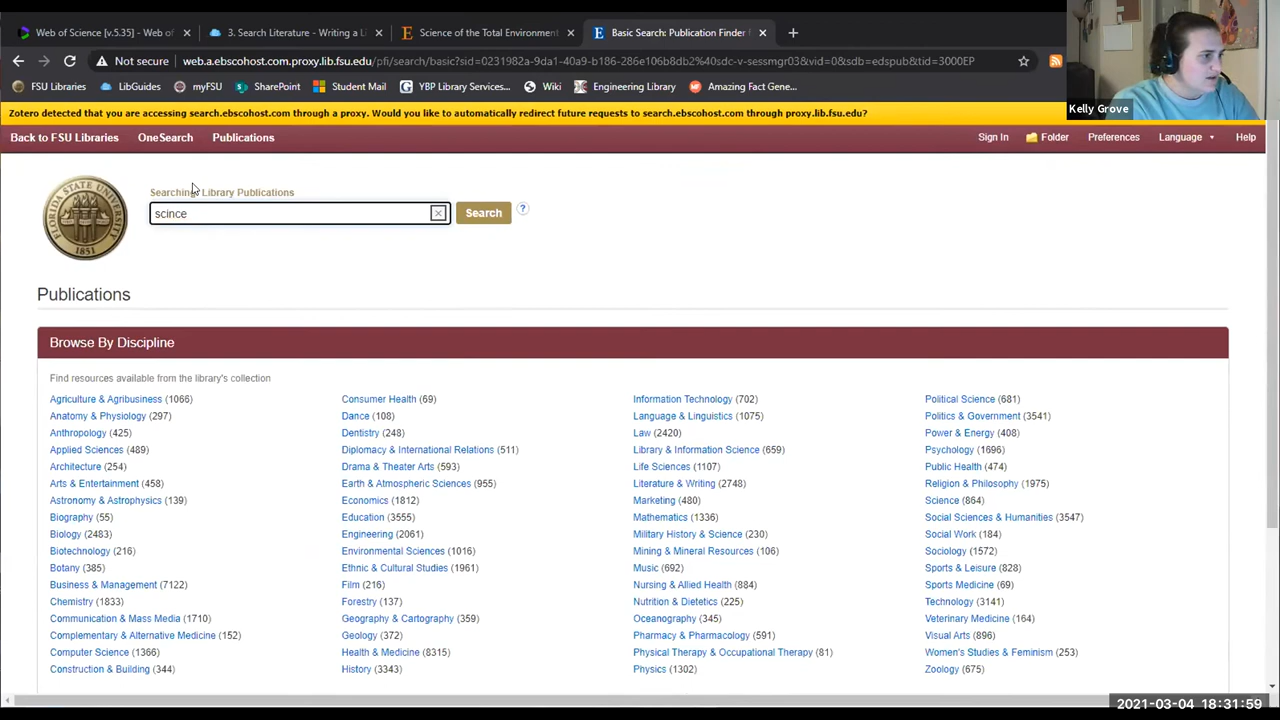 Web of Science [v.5.35] - Web of
3. Search Literature - Writing a Li
Science of the Total Environment
Basic Search: Publication Finder f
Not secure web.a.ebscohost.com.proxy.lib.fsu.edu/pfi/search/basic?sid=0231982a-9da1-40a9-b186-286e106b8db2%40sdc-v-sessmgr03&vid=0&sdb=edspub&tid=3000EP
FSU Libraries LibGuides myFSU SharePoint Student Mail YBP Library Services... Wiki Engineering Library Amazing Fact Gene...
Kelly Grove
Zotero detected that you are accessing search.ebscohost.com through a proxy. Would you like to automatically redirect future requests to search.ebscohost.com through proxy.lib.fsu.edu?
Back to FSU Libraries OneSearch Publications Sign In Folder Preferences Language Help
FLORIDA STATE UNIVERSITY
1851
Searching Library Publications
scince
Search
?
Publications
Browse By Discipline
Find resources available from the library's collection
Agriculture & Agribusiness (1066)
Anatomy & Physiology (297)
Anthropology (425)
Applied Sciences (489)
Architecture (254)
Arts & Entertainment (458)
Astronomy & Astrophysics (139)
Biography (55)
Biology (2483)
Biotechnology (216)
Botany (385)
Business & Management (7122)
Chemistry (1833)
Communication & Mass Media (1710)
Complementary & Alternative Medicine (152)
Computer Science (1366)
Construction & Building (344)
Consumer Health (69)
Dance (108)
Dentistry (248)
Diplomacy & International Relations (511)
Drama & Theater Arts (593)
Earth & Atmospheric Sciences (955)
Economics (1812)
Education (3555)
Engineering (2061)
Environmental Sciences (1016)
Ethnic & Cultural Studies (1961)
Film (216)
Forestry (137)
Geography & Cartography (359)
Geology (372)
Health & Medicine (8315)
History (3343)
Information Technology (702)
Language & Linguistics (1075)
Law (2420)
Library & Information Science (659)
Life Sciences (1107)
Literature & Writing (2748)
Marketing (480)
Mathematics (1336)
Military History & Science (230)
Mining & Mineral Resources (106)
Music (692)
Nursing & Allied Health (884)
Nutrition & Dietetics (225)
Oceanography (345)
Pharmacy & Pharmacology (591)
Physical Therapy & Occupational Therapy (81)
Physics (1302)
Political Science (681)
Politics & Government (3541)
Power & Energy (408)
Psychology (1696)
Public Health (474)
Religion & Philosophy (1975)
Science (864)
Social Sciences & Humanities (3547)
Social Work (184)
Sociology (1572)
Sports & Leisure (828)
Sports Medicine (69)
Technology (3141)
Veterinary Medicine (164)
Visual Arts (896)
Women's Studies & Feminism (253)
Zoology (675)
2021-03-04 18:31:59